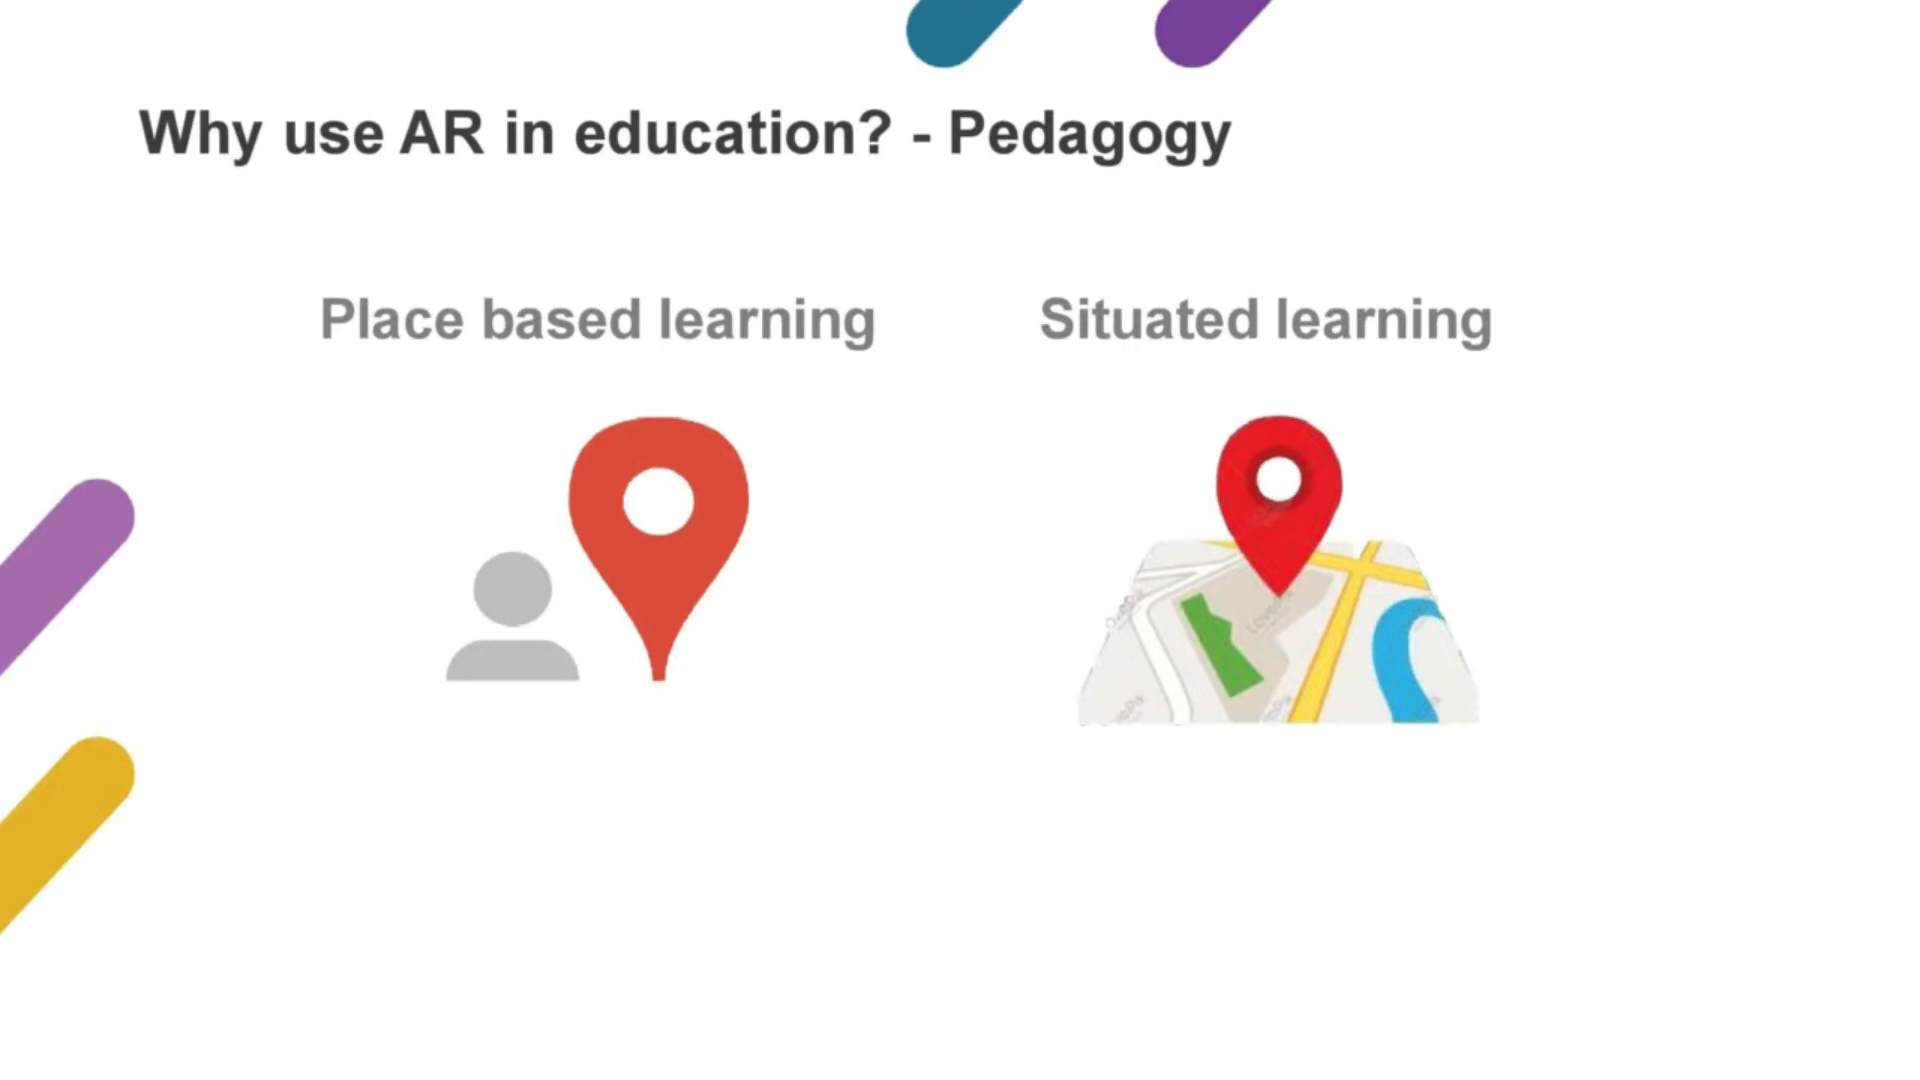 Why use AR in education? - Pedagogy
Place based learning
Situated learning